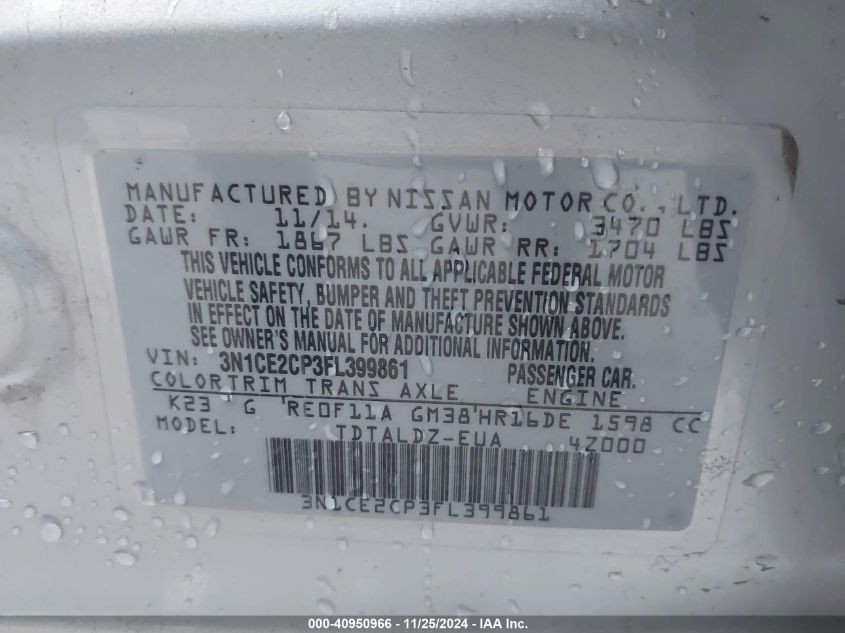 MANUFACTURED BY NISSAN MOTOR CO., LTD.
DATE: 11/14. GVWR: 3470 LBS
GAWR FR: 1867 LBS GAWR RR: 1704 LBS
THIS VEHICLE CONFORMS TO ALL APPLICABLE FEDERAL MOTOR
VEHICLE SAFETY, BUMPER AND THEFT PREVENTION STANDARDS
IN EFFECT ON THE DATE OF MANUFACTURE SHOWN ABOVE.
SEE OWNER'S MANUAL FOR ADDITIONAL INFORMATION.
VIN: 3N1CE2CP3FL399861 PASSENGER CAR.
COLOR TRIM TRANS AXLE ENGINE
K23 G RE0F11A GM38 HR16DE 1598 CC
MODEL: TDTALDZ-EUA 4Z000
3N1CE2CP3FL399861
000-40950966 - 11/25/2024 - IAA Inc.